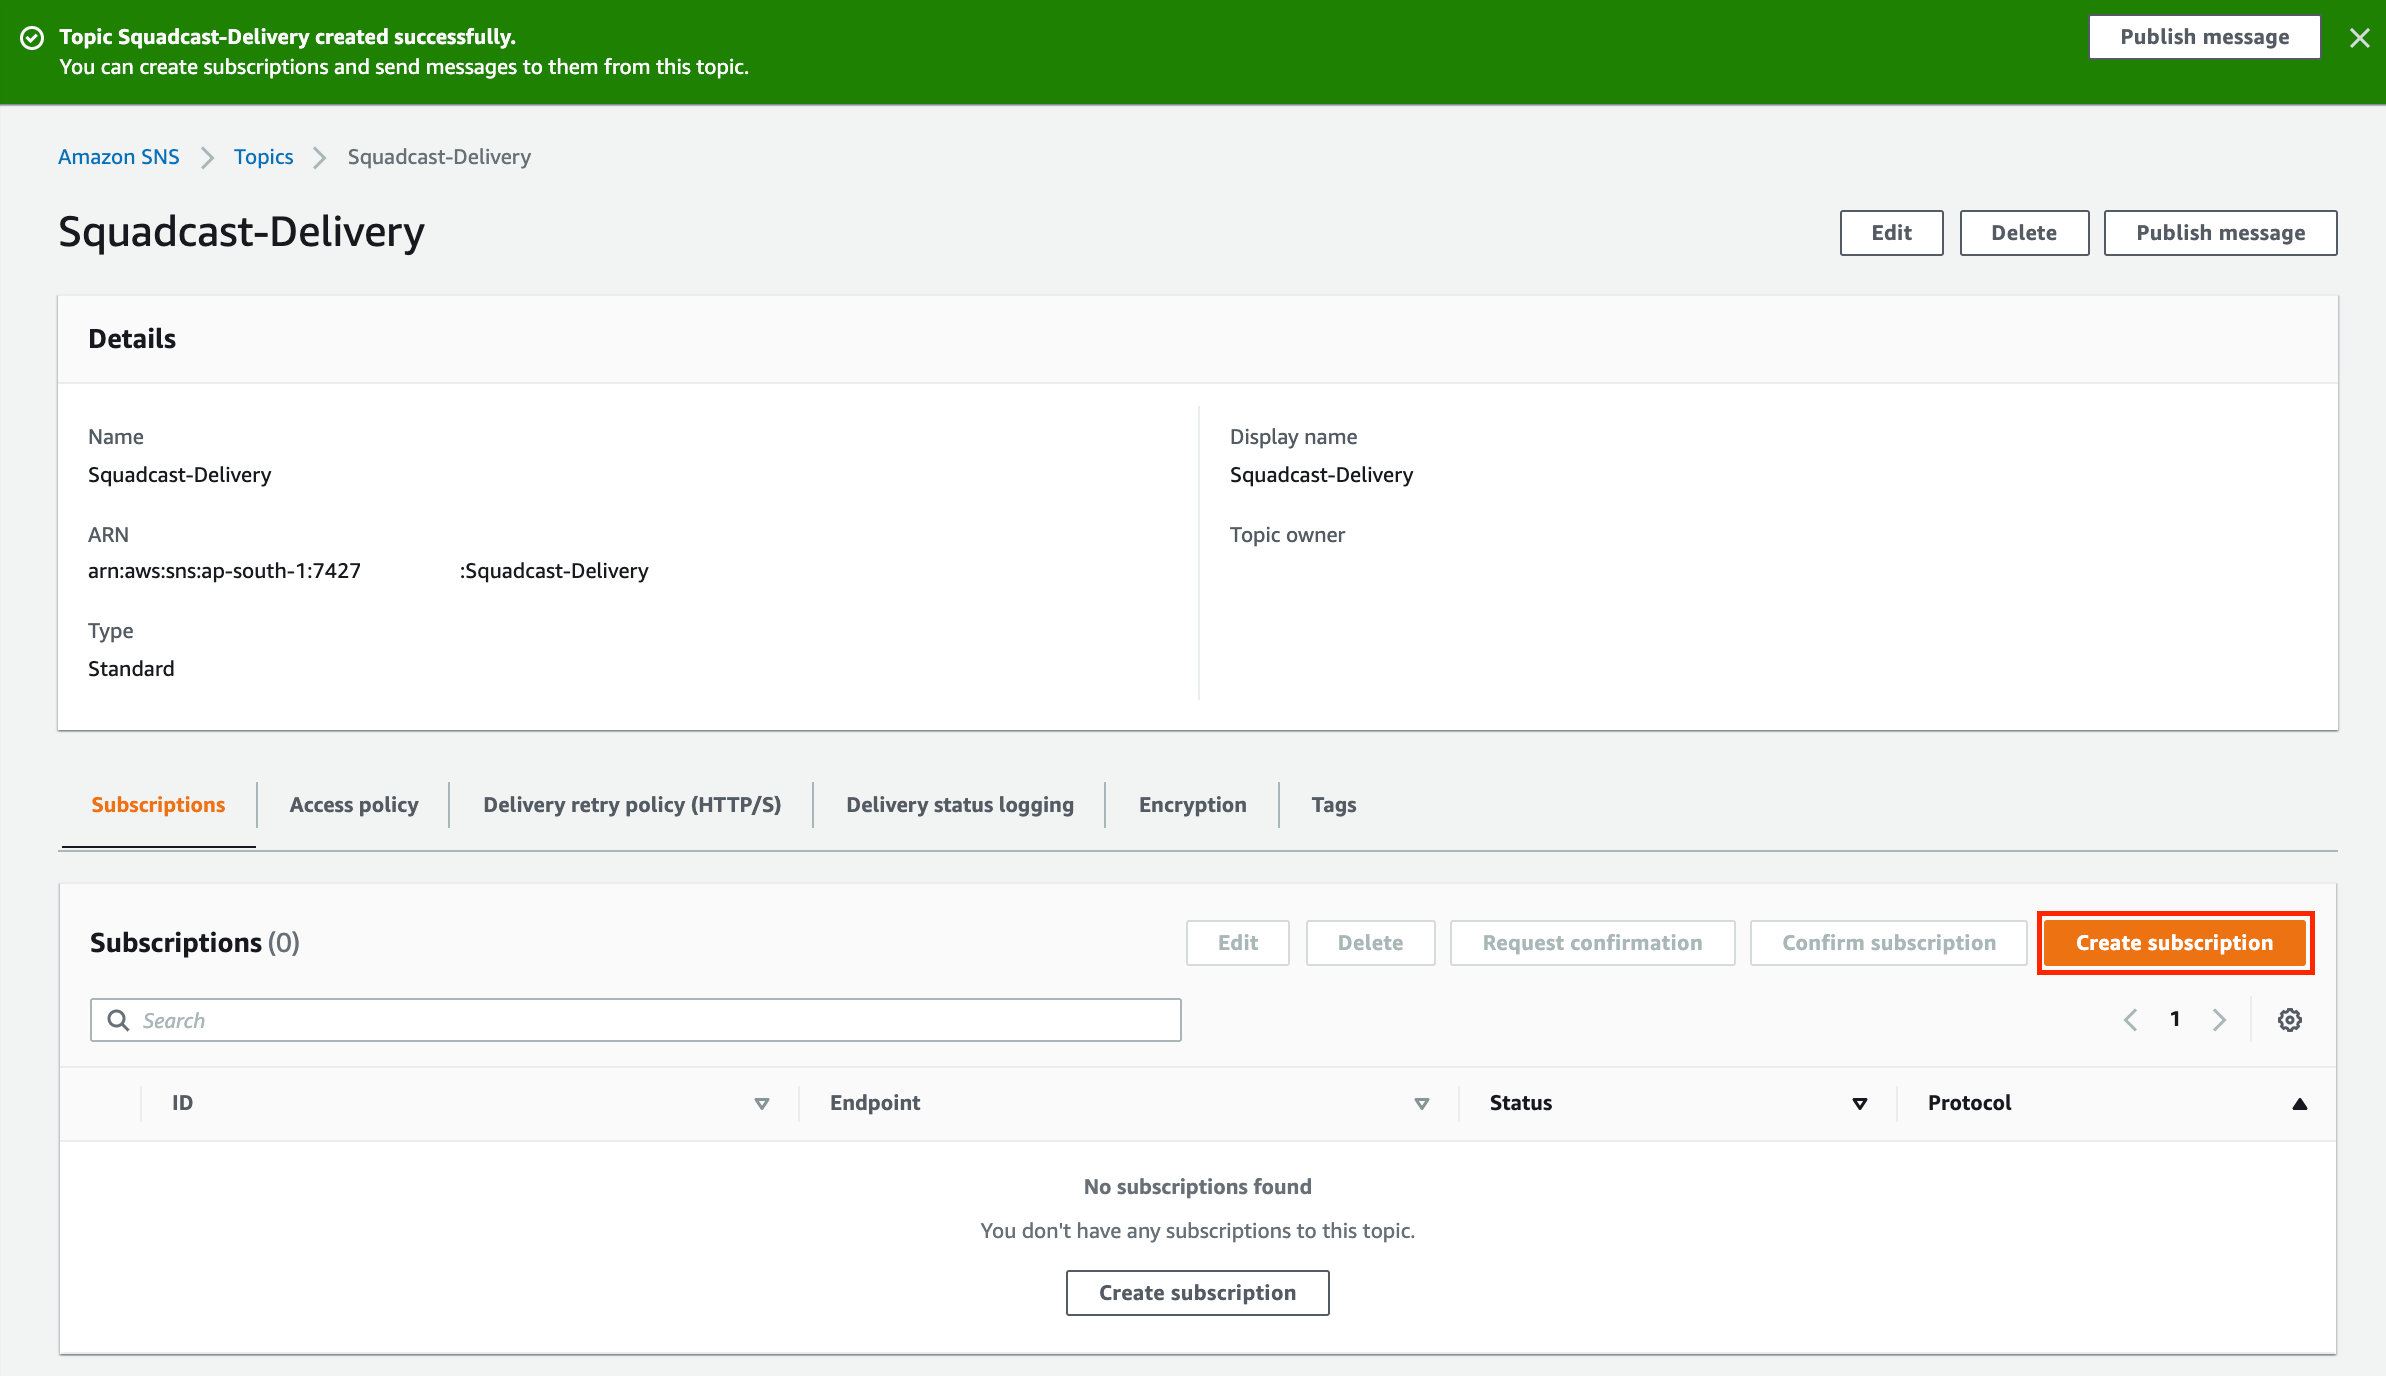 Topic Squadcast-Delivery created successfully.
You can create subscriptions and send messages to them from this topic.
Publish message
Amazon SNS > Topics > Squadcast-Delivery
Squadcast-Delivery
Edit Delete Publish message
Details
Name
Squadcast-Delivery
ARN
arn:aws:sns:ap-south-1:7427 :Squadcast-Delivery
Type
Standard
Display name
Squadcast-Delivery
Topic owner
Subscriptions Access policy Delivery retry policy (HTTP/S) Delivery status logging Encryption Tags
Subscriptions (0)
Edit Delete Request confirmation Confirm subscription Create subscription
Search
1
ID Endpoint Status Protocol
No subscriptions found
You don't have any subscriptions to this topic.
Create subscription